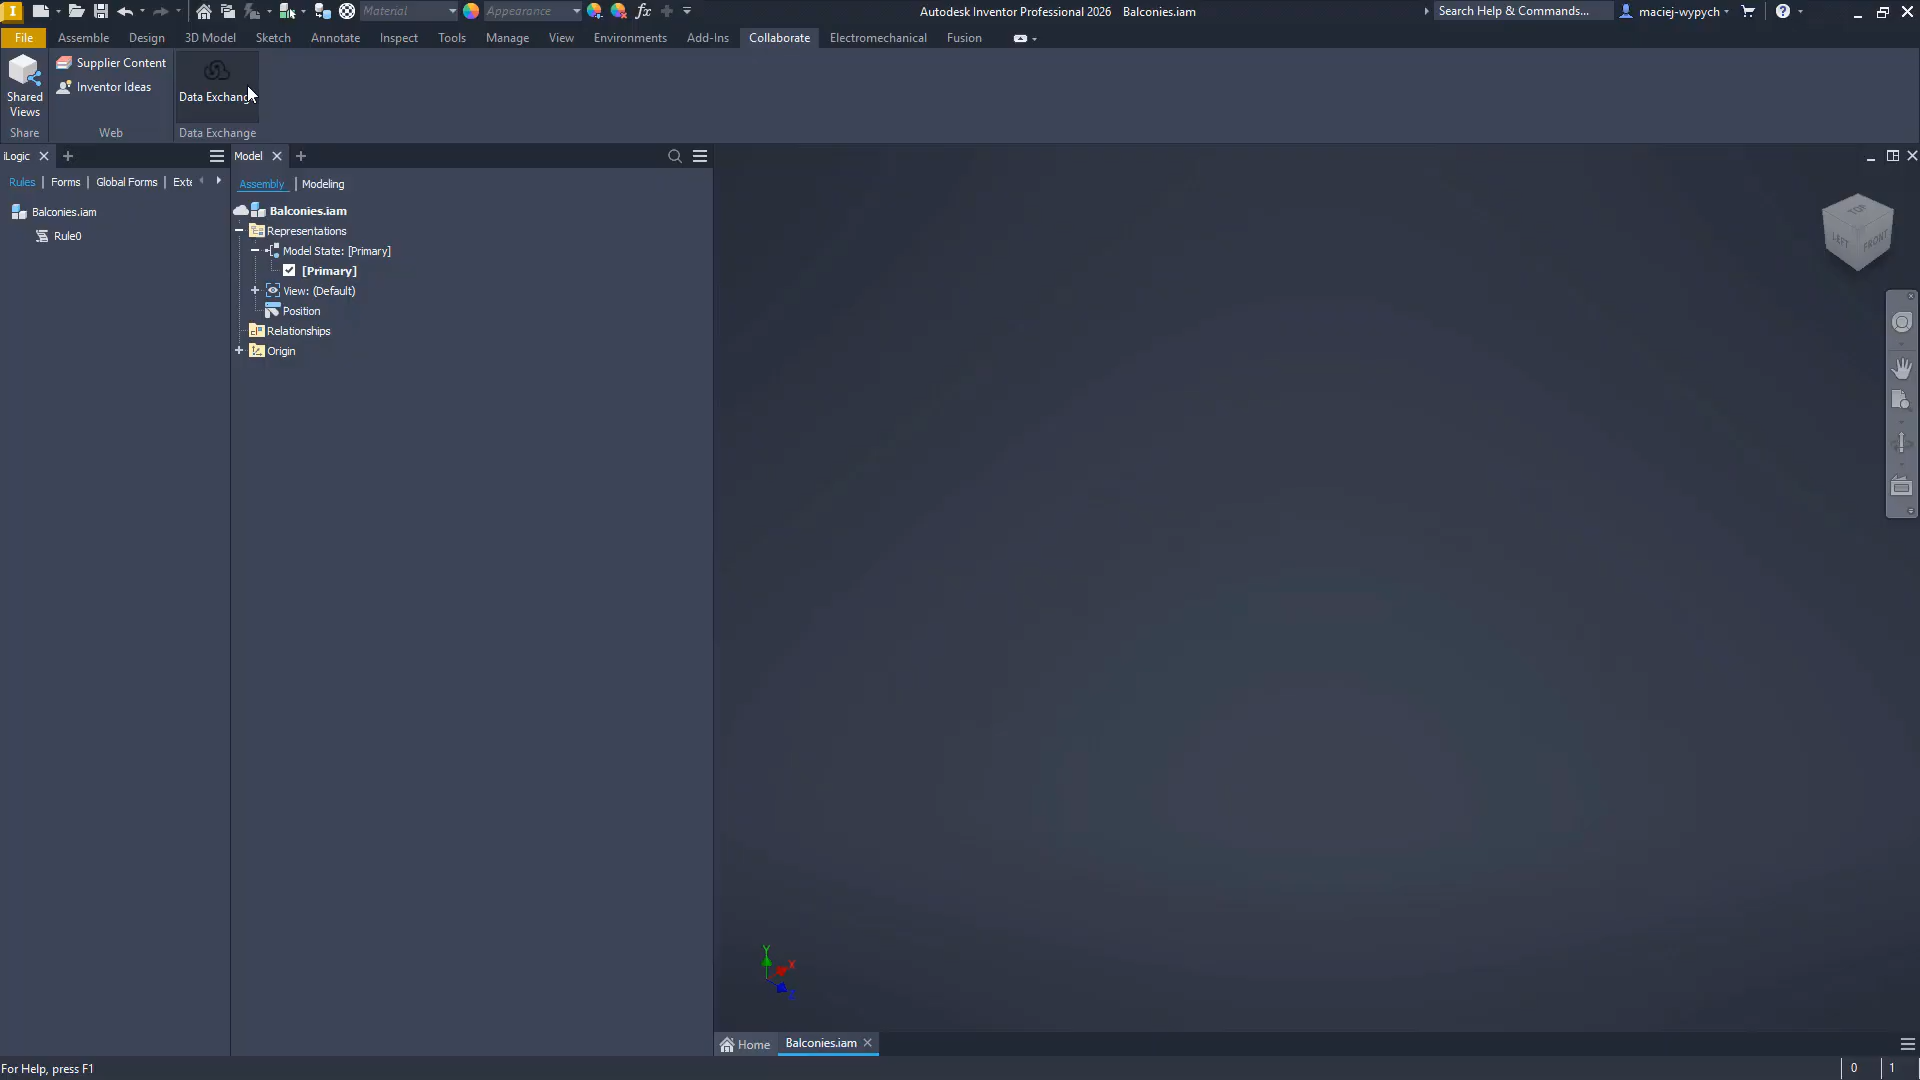 Material
Appearance
Autodesk Inventor Professional 2026 Balconies.iam
Search Help & Commands...
maciej-wypych
File
Assemble
Design
3D Model
Sketch
Annotate
Inspect
Tools
Manage
View
Environments
Add-Ins
Collaborate
Electromechanical
Fusion
Shared
Views
Supplier Content
Inventor Ideas
Share
Web
Data Exchange
iLogic
Model
Rules
Forms
Global Forms
Exte
Assembly
Modeling
Balconies.iam
Rule0
Balconies.iam
Representations
Model State: [Primary]
[Primary]
View: (Default)
Position
Relationships
Origin
TOP
LEFT
FRONT
Y
X
Z
Home
Balconies.iam
For Help, press F1
0
1